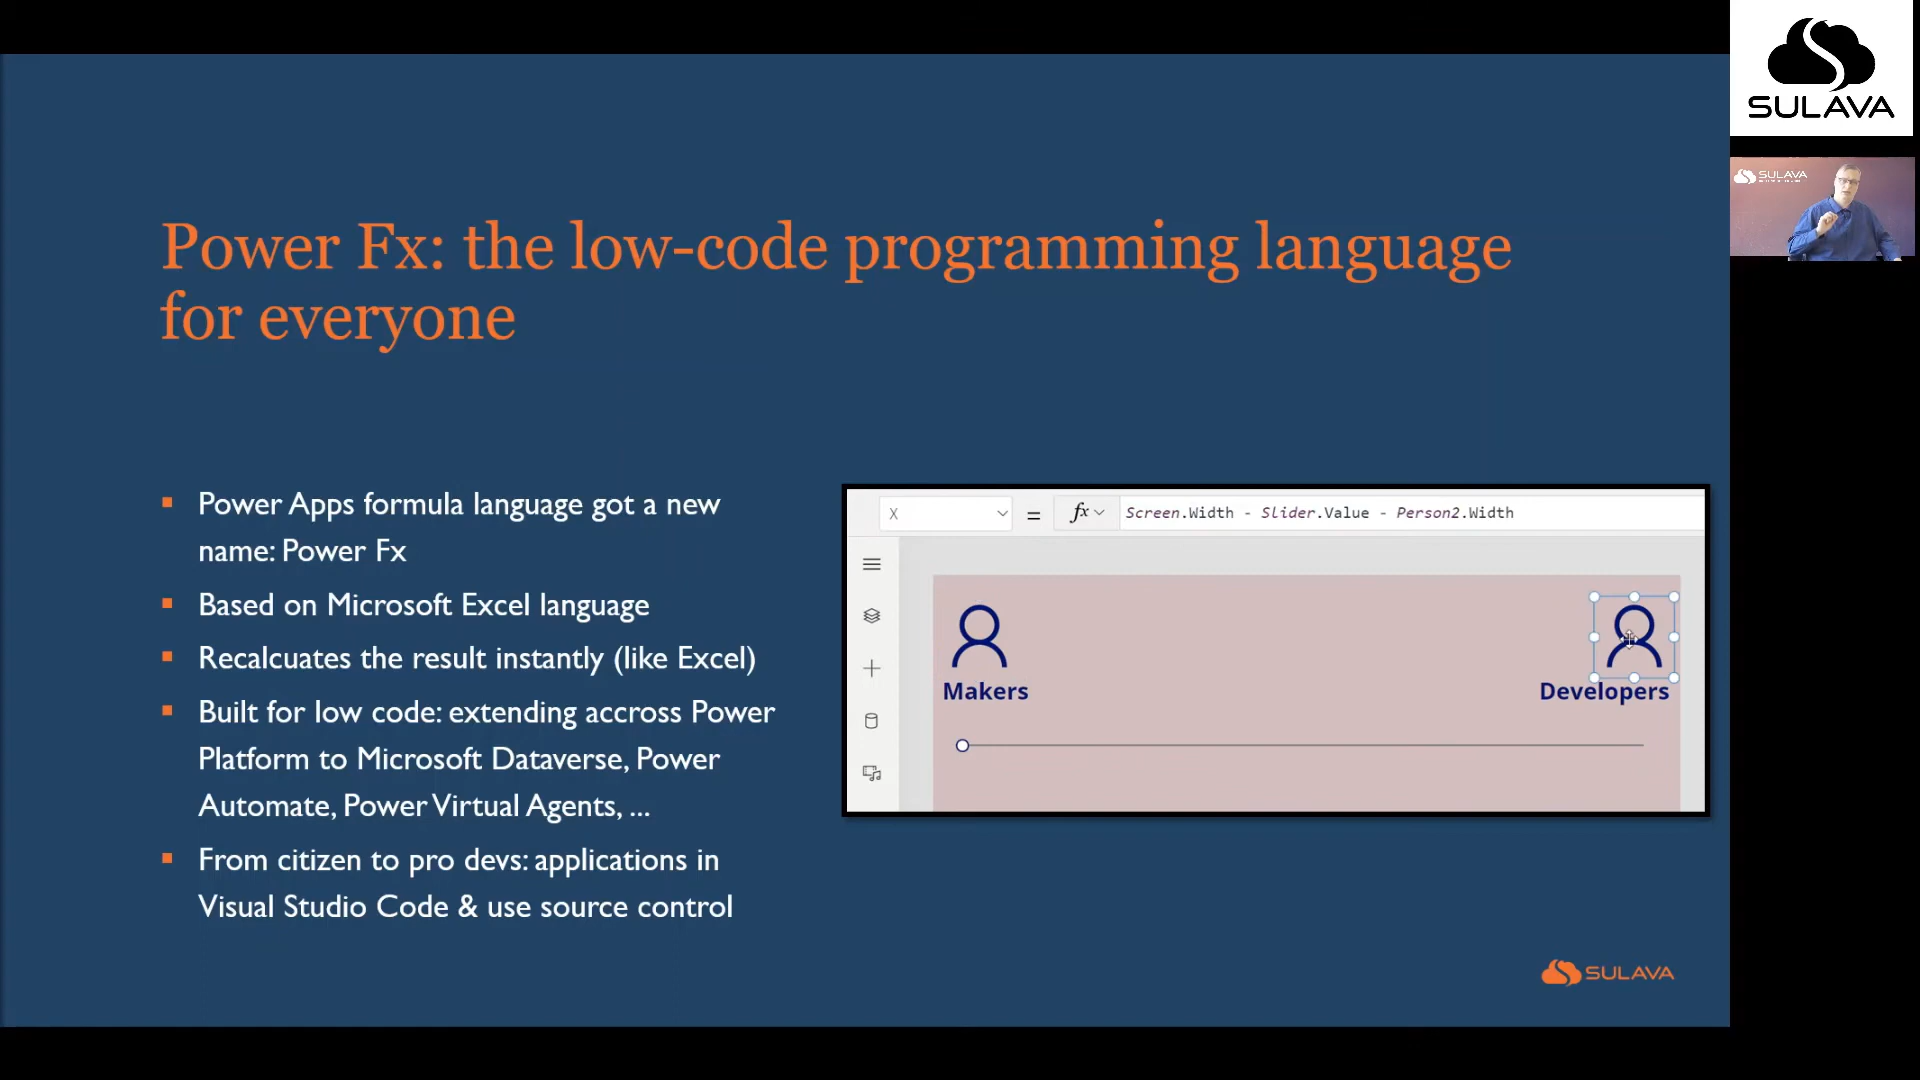 SULAVA
SULAVA
Power Fx: the low-code programming language
for everyone
Power Apps formula language got a new
name: Power Fx
Based on Microsoft Excel language
Recalcuates the result instantly (like Excel)
Built for low code: extending accross Power
Platform to Microsoft Dataverse, Power
Automate, Power Virtual Agents, ...
From citizen to pro devs: applications in
Visual Studio Code & use source control
X = fx Screen.Width - Slider.Value - Person2.Width
Makers
Developers
SULAVA